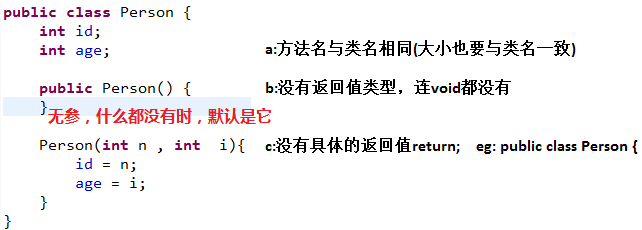 public class Person {
int id;
int age;
a:方法名与类名相同(大小也要与类名一致)
public Person() {
b:没有返回值类型，连void都没有
}
无参，什么都没有时，默认是它
Person(int n , int  i){
c:没有具体的返回值return;    eg: public class Person {
id = n;
age = i;
}
}